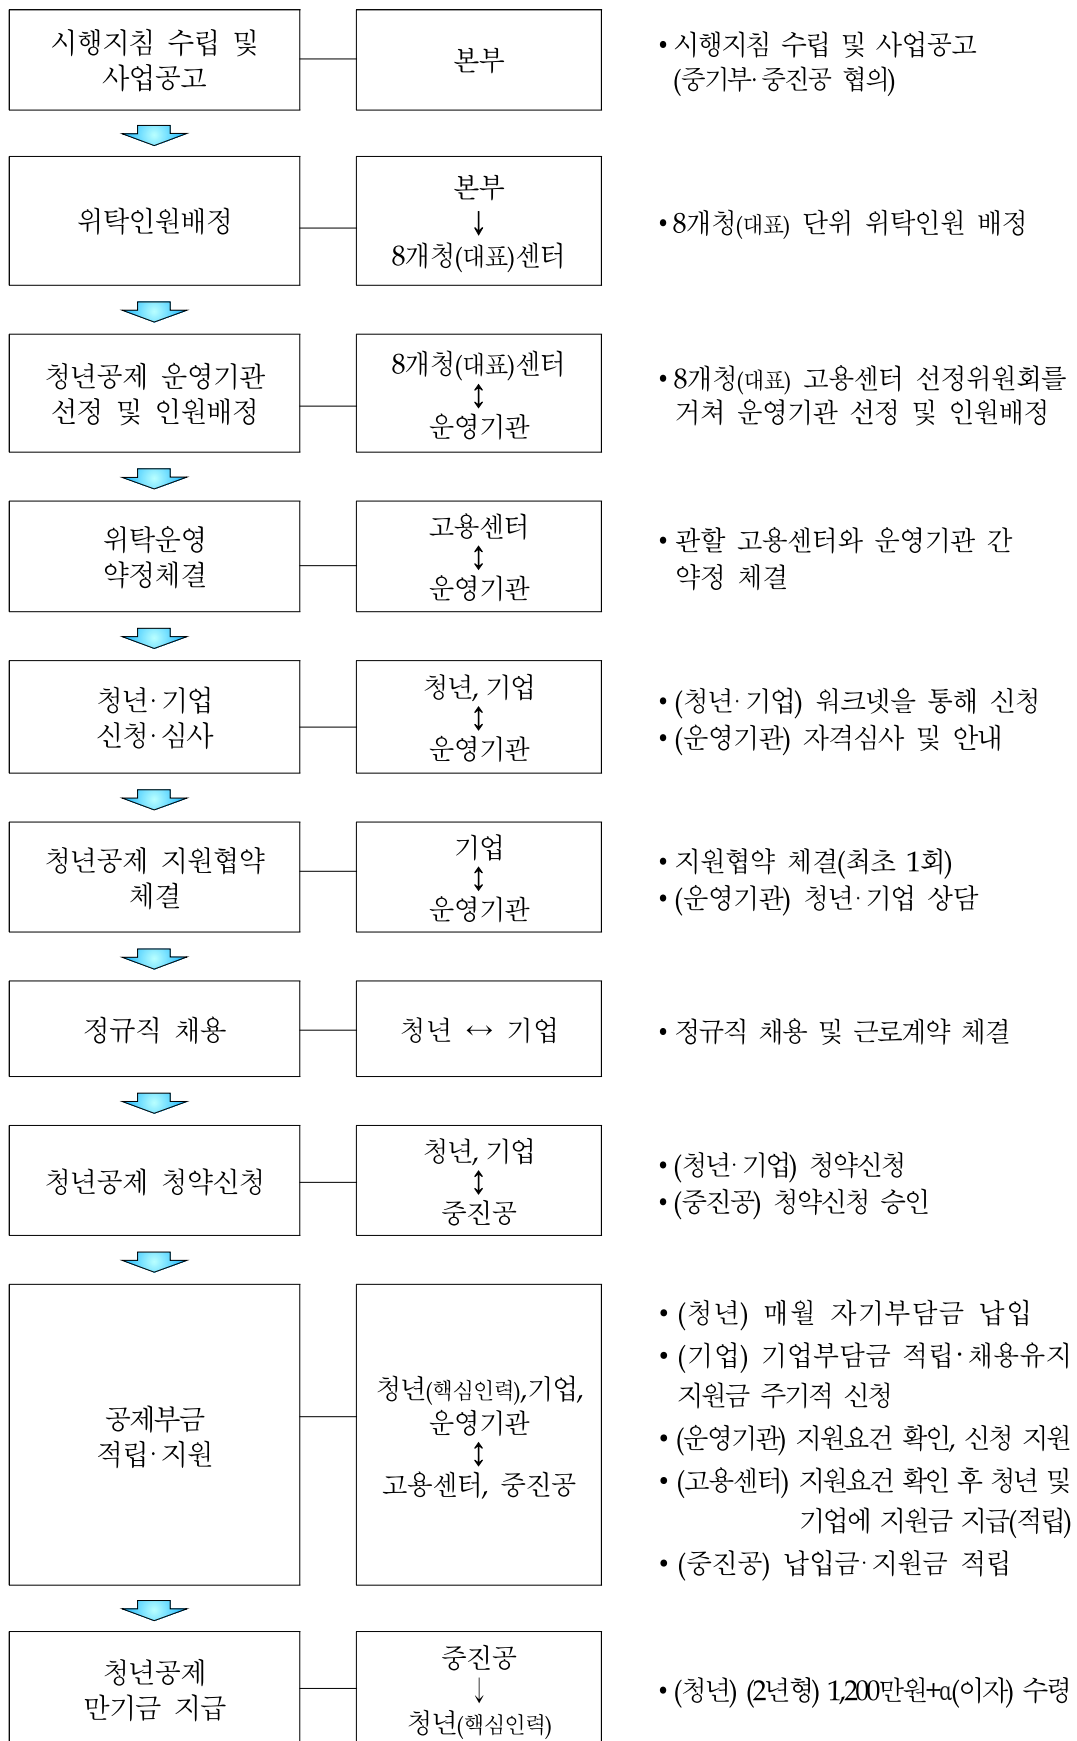 시행지침 수립 및
사업공고
본부
• 시행지침 수립 및 사업공고
(중기부·중진공 협의)
위탁인원배정
본부
↓
8개청(대표)센터
• 8개청(대표) 단위 위탁인원 배정
청년공제 운영기관
선정 및 인원배정
8개청(대표)센터
↕
운영기관
• 8개청(대표) 고용센터 선정위원회를
거쳐 운영기관 선정 및 인원배정
위탁운영
약정체결
고용센터
↕
운영기관
• 관할 고용센터와 운영기관 간
약정 체결
청년·기업
신청·심사
청년, 기업
↕
운영기관
• (청년·기업) 워크넷을 통해 신청
• (운영기관) 자격심사 및 안내
청년공제 지원협약
체결
기업
↕
운영기관
• 지원협약 체결(최초 1회)
• (운영기관) 청년·기업 상담
정규직 채용
청년 ↔ 기업
• 정규직 채용 및 근로계약 체결
청년공제 청약신청
청년, 기업
↕
중진공
• (청년·기업) 청약신청
• (중진공) 청약신청 승인
공제부금
적립·지원
청년(핵심인력),기업,
운영기관
↕
고용센터, 중진공
• (청년) 매월 자기부담금 납입
• (기업) 기업부담금 적립·채용유지
지원금 주기적 신청
• (운영기관) 지원요건 확인, 신청 지원
• (고용센터) 지원요건 확인 후 청년 및
기업에 지원금 지급(적립)
• (중진공) 납입금·지원금 적립
청년공제
만기금 지급
중진공
↓
청년(핵심인력)
• (청년) (2년형) 1,200만원+α(이자) 수령